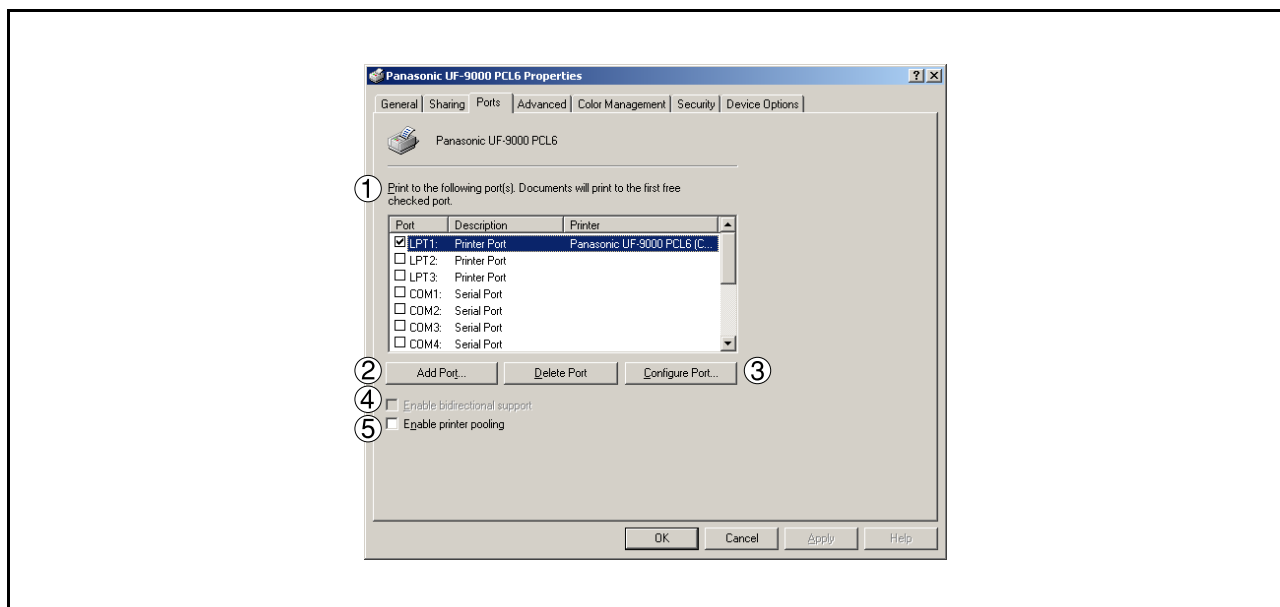 Panasonic UF-9000 PCL6 Properties
General Sharing Ports Advanced Color Management Security Device Options
Panasonic UF-9000 PCL6
① Print to the following port(s). Documents will print to the first free
checked port.
Port Description Printer
LPT1: Printer Port Panasonic UF-9000 PCL6 (C...
LPT2: Printer Port
LPT3: Printer Port
COM1: Serial Port
COM2: Serial Port
COM3: Serial Port
COM4: Serial Port
② Add Port... Delete Port Configure Port... ③
④ Enable bidirectional support
⑤ Enable printer pooling
OK Cancel Apply Help